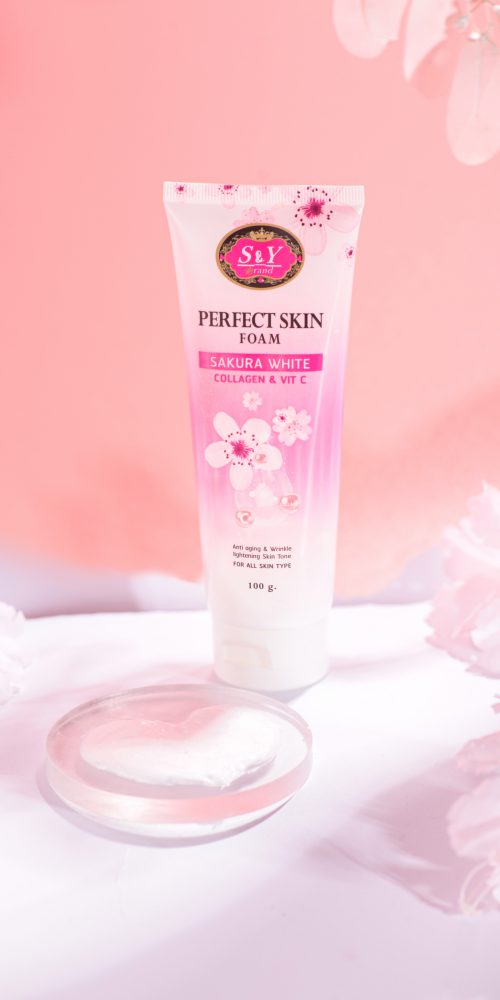 S&Y
Brand
PERFECT SKIN
FOAM
SAKURA WHITE
COLLAGEN & VIT C
Anti aging & Wrinkle
lightening Skin Tone
FOR ALL SKIN TYPE
100 g.